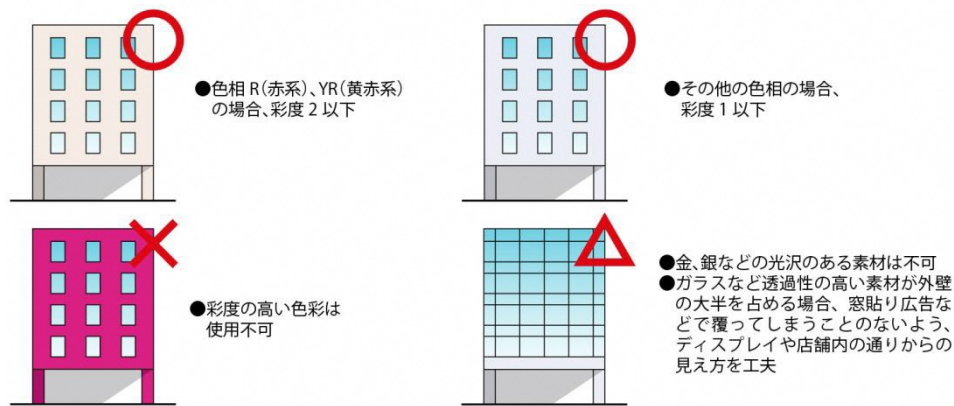 ●色相 R(赤系)、YR(黄赤系)
の場合、彩度 2 以下
●その他の色相の場合、
彩度 1 以下
●彩度の高い色彩は
使用不可
●金、銀などの光沢のある素材は不可
●ガラスなど透過性の高い素材が外壁
の大半を占める場合、窓貼り広告な
どで覆ってしまうことのないよう、
ディスプレイや店舗内の通りからの
見え方を工夫